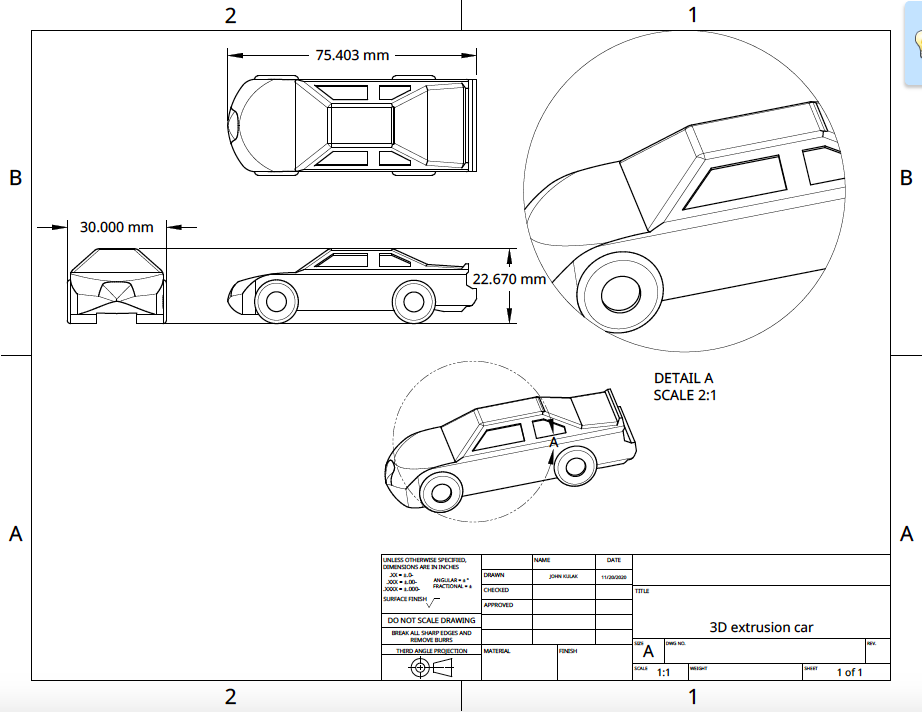 2
1
75.403 mm
B
B
30.000 mm
22.670 mm
DETAIL A
SCALE 2:1
A
A
A
UNLESS OTHERWISE SPECIFIED,
DIMENSIONS ARE IN INCHES
.XX = ±.0-
.XXX = ±.00-
.XXXX = ±.000-
ANGULAR = ± °
FRACTIONAL = ±
SURFACE FINISH
DO NOT SCALE DRAWING
BREAK ALL SHARP EDGES AND
REMOVE BURRS
THIRD ANGLE PROJECTION
NAME
DATE
DRAWN
JOHN KULAK
11/20/2020
CHECKED
APPROVED
MATERIAL
FINISH
TITLE
3D extrusion car
SIZE
A
DWG NO.
REV.
SCALE
1:1
WEIGHT
SHEET
1 of 1
2
1